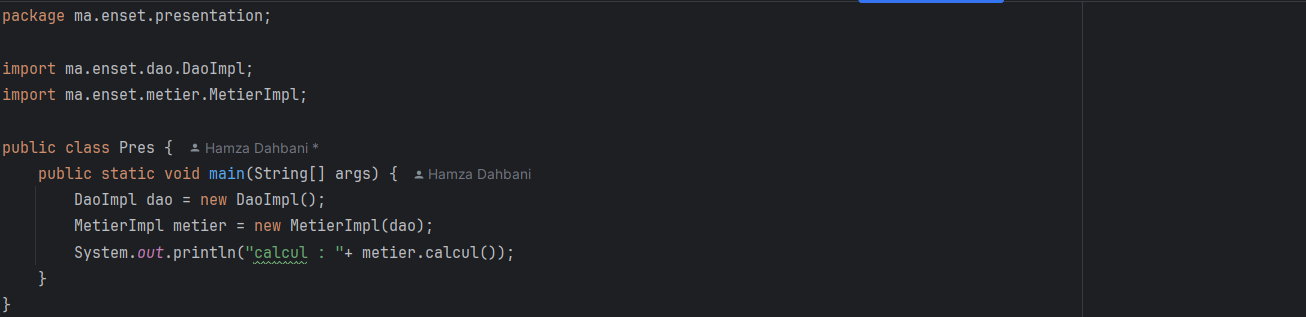 package ma.enset.presentation;
import ma.enset.dao.DaoImpl;
import ma.enset.metier.MetierImpl;
public class Pres { Hamza Dahbani *
public static void main(String[] args) { Hamza Dahbani
DaoImpl dao = new DaoImpl();
MetierImpl metier = new MetierImpl(dao);
System.out.println("calcul : "+ metier.calcul());
}
}